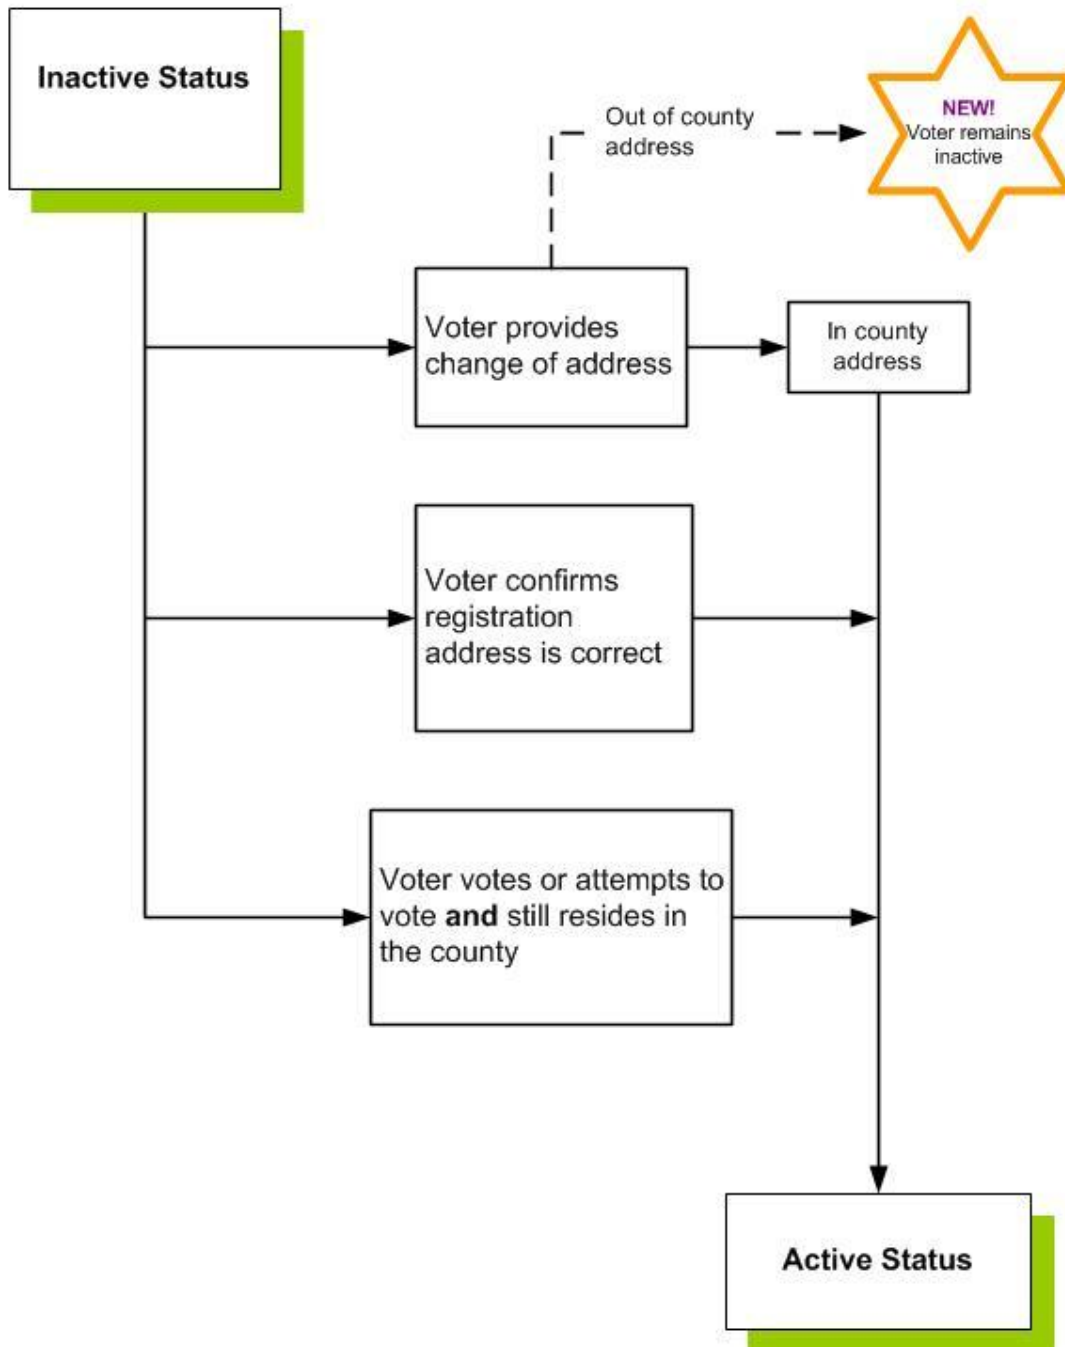 Inactive Status
Out of county
address
NEW!
Voter remains
inactive
Voter provides
change of address
In county
address
Voter confirms
registration
address is correct
Voter votes or attempts to
vote and still resides in
the county
Active Status